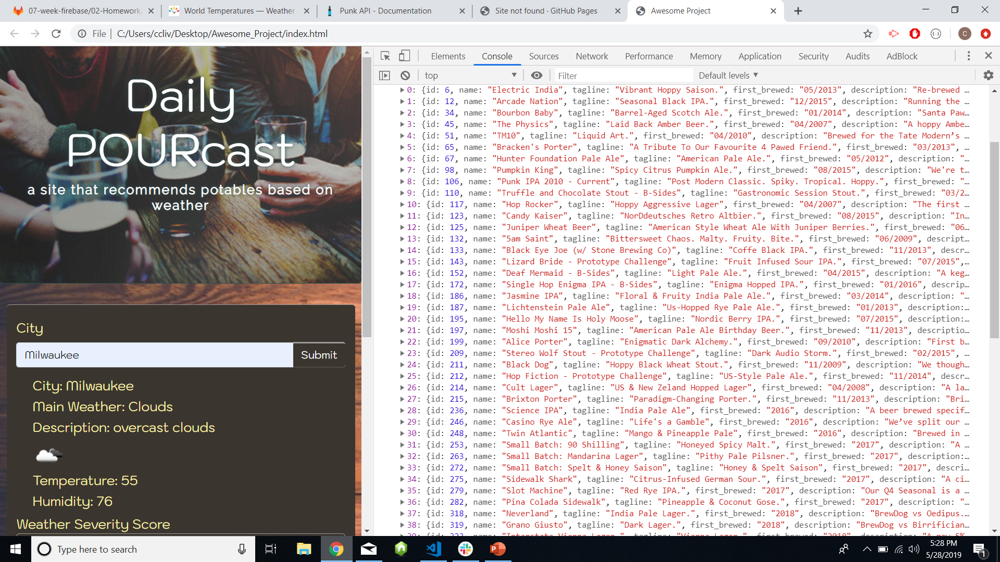 07-week-firebase/02-Homework/
World Temperatures — Weather
Punk API - Documentation
Site not found · GitHub Pages
Awesome Project
File
C:/Users/ccliv/Desktop/Awesome_Project/index.html
C
Daily
POURcast
a site that recommends potables based on
weather
City
Milwaukee
Submit
City: Milwaukee
Main Weather: Clouds
Description: overcast clouds
Temperature: 55
Humidity: 76
Weather Severity Score
Elements Console Sources Network Performance Memory Application Security Audits AdBlock
top
Filter
Default levels
0: {id: 6, name: "Electric India", tagline: "Vibrant Hoppy Saison.", first_brewed: "05/2013", description: "Re-brewed …
1: {id: 12, name: "Arcade Nation", tagline: "Seasonal Black IPA.", first_brewed: "12/2015", description: "Running the …
2: {id: 34, name: "Bourbon Baby", tagline: "Barrel-Aged Scotch Ale.", first_brewed: "01/2014", description: "Santa Paw…
3: {id: 45, name: "The Physics", tagline: "Laid Back Amber Beer.", first_brewed: "04/2007", description: "A hoppy Ambe…
4: {id: 51, name: "TM10", tagline: "Liquid Art.", first_brewed: "04/2010", description: "Brewed for the Tate Modern’s …
5: {id: 65, name: "Bracken's Porter", tagline: "A Tribute To Our Favourite 4 Pawed Friend.", first_brewed: "03/2013", …
6: {id: 67, name: "Hunter Foundation Pale Ale", tagline: "American Pale Ale.", first_brewed: "05/2012", description: "…
7: {id: 98, name: "Pumpkin King", tagline: "Spicy Citrus Pumpkin Ale.", first_brewed: "08/2015", description: "We're t…
8: {id: 106, name: "Punk IPA 2010 - Current", tagline: "Post Modern Classic. Spiky. Tropical. Hoppy.", first_brewed: "…
9: {id: 110, name: "Truffle and Chocolate Stout - B-Sides", tagline: "Gastronomic Session Stout.", first_brewed: "03/2…
10: {id: 117, name: "Hop Rocker", tagline: "Hoppy Aggressive Lager", first_brewed: "04/2007", description: "The first …
11: {id: 123, name: "Candy Kaiser", tagline: "NorDdeutsches Retro Altbier.", first_brewed: "08/2015", description: "In…
12: {id: 125, name: "Juniper Wheat Beer", tagline: "American Style Wheat Ale With Juniper Berries.", first_brewed: "06…
13: {id: 132, name: "5am Saint", tagline: "Bittersweet Chaos. Malty. Fruity. Bite.", first_brewed: "06/2009", descript…
14: {id: 133, name: "Black Eye Joe (w/ Stone Brewing Co)", tagline: "Coffe Black IPA.", first_brewed: "11/2013", descr…
15: {id: 143, name: "Lizard Bride - Prototype Challenge", tagline: "Fruit Infused Sour IPA.", first_brewed: "07/2015",…
16: {id: 152, name: "Deaf Mermaid - B-Sides", tagline: "Light Pale Ale.", first_brewed: "04/2015", description: "A keg…
17: {id: 172, name: "Single Hop Enigma IPA - B-Sides", tagline: "Enigma Hopped IPA.", first_brewed: "01/2016", descrip…
18: {id: 186, name: "Jasmine IPA", tagline: "Floral & Fruity India Pale Ale.", first_brewed: "03/2014", description: "…
19: {id: 187, name: "Lichtenstein Pale Ale", tagline: "Us-Hopped Rye Pale Ale.", first_brewed: "01/2013", description:…
20: {id: 195, name: "Hello My Name Is Holy Moose", tagline: "Nordic Berry IPA.", first_brewed: "07/2015", description:…
21: {id: 197, name: "Moshi Moshi 15", tagline: "American Pale Ale Birthday Beer.", first_brewed: "11/2013", descriptio…
22: {id: 199, name: "Alice Porter", tagline: "Enigmatic Dark Alchemy.", first_brewed: "09/2010", description: "First b…
23: {id: 209, name: "Stereo Wolf Stout - Prototype Challenge", tagline: "Dark Audio Storm.", first_brewed: "02/2015", …
24: {id: 211, name: "Black Dog", tagline: "Hoppy Black Wheat Stout.", first_brewed: "11/2009", description: "We though…
25: {id: 212, name: "Hop Fiction - Prototype Challenge", tagline: "US-Style Pale Ale.", first_brewed: "11/2014", descr…
26: {id: 214, name: "Cult Lager", tagline: "US & New Zeland Hopped Lager", first_brewed: "04/2008", description: "A la…
27: {id: 215, name: "Brixton Porter", tagline: "Paradigm-Changing Porter.", first_brewed: "11/2013", description: "Bri…
28: {id: 236, name: "Science IPA", tagline: "India Pale Ale", first_brewed: "2016", description: "A beer brewed specif…
29: {id: 246, name: "Casino Rye Ale", tagline: "Life's a Gamble", first_brewed: "2016", description: "We’ve split our …
30: {id: 248, name: "Twin Atlantic", tagline: "Mango & Pineapple Pale", first_brewed: "2016", description: "Brewed in …
31: {id: 253, name: "Small Batch: 90 Shilling", tagline: "Honeyed Spicy Malt.", first_brewed: "2017", description: "A …
32: {id: 263, name: "Small Batch: Mandarina Lager", tagline: "Pithy Pale Pilsner.", first_brewed: "2017", description:…
33: {id: 272, name: "Small Batch: Spelt & Honey Saison", tagline: "Honey & Spelt Saison", first_brewed: "2017", descri…
34: {id: 275, name: "Sidewalk Shark", tagline: "Citrus-Infused German Sour.", first_brewed: "2017", description: "A ci…
35: {id: 279, name: "Slot Machine", tagline: "Red Rye IPA.", first_brewed: "2017", description: "Our Q4 Seasonal is a …
36: {id: 282, name: "Pina Colada Sidewalk", tagline: "Pineapple & Coconut Gose.", first_brewed: "2017", description: "…
37: {id: 318, name: "Neverland", tagline: "India Pale Lager.", first_brewed: "2018", description: "BrewDog vs Oedipus.…
38: {id: 319, name: "Grano Giusto", tagline: "Dark Lager.", first_brewed: "2018", description: "BrewDog vs Birrifician…
Type here to search
5:28 PM
5/28/2019
1